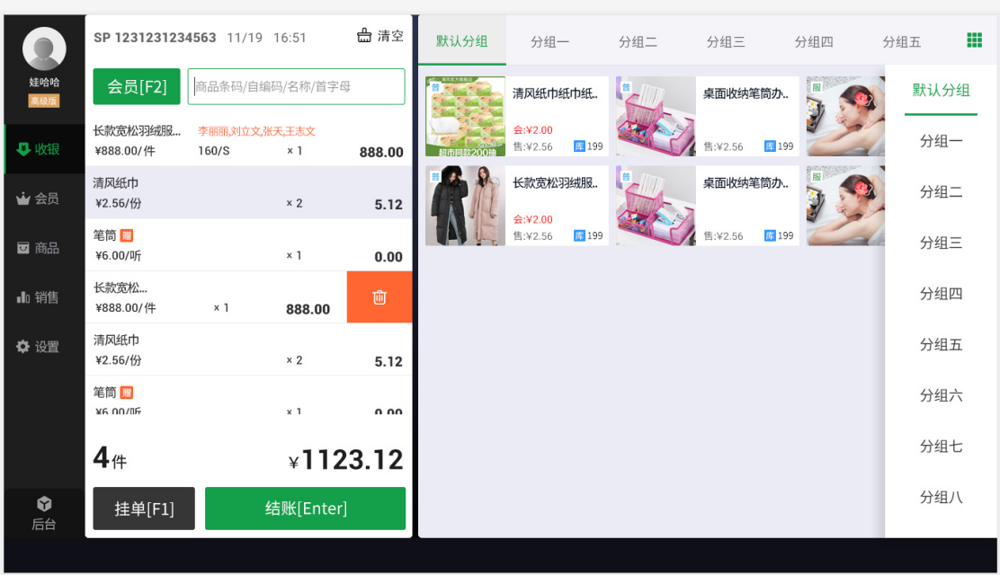 娃哈哈
高级版
收银
会员
商品
销售
设置
后台
SP 1231231234563 11/19 16:51 清空
会员[F2] 商品条码/自编码/名称/首字母
长款宽松羽绒服... 李丽丽,刘立文,张天,王志文
¥888.00/件 160/S × 1 888.00
清风纸巾
¥2.56/份 × 2 5.12
笔筒 赠
¥6.00/听 × 1 0.00
长款宽松...
¥888.00/件 × 1 888.00
清风纸巾
¥2.56/份 × 2 5.12
笔筒 赠
¥6.00/听 × 1 0.00
4件 ¥1123.12
挂单[F1] 结账[Enter]
默认分组 分组一 分组二 分组三 分组四 分组五
普 清风纸巾纸巾纸..
会:¥2.00
售:¥2.56 库 199
超市同款200抽
普 桌面收纳笔筒办..
售:¥2.56 库 199
服
普 长款宽松羽绒服..
会:¥2.00
售:¥2.56 库 199
普 桌面收纳笔筒办..
售:¥2.56 库 199
服
默认分组
分组一
分组二
分组三
分组四
分组五
分组六
分组七
分组八